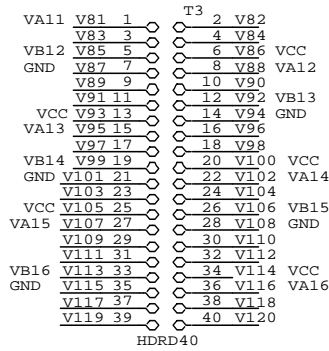 T3
VA11 V81 1 2 V82
V83 3 4 V84
VB12 V85 5 6 V86 VCC
GND V87 7 8 V88 VA12
V89 9 10 V90
V91 11 12 V92 VB13
VCC V93 13 14 V94 GND
VA13 V95 15 16 V96
V97 17 18 V98
VB14 V99 19 20 V100 VCC
GND V101 21 22 V102 VA14
V103 23 24 V104
VCC V105 25 26 V106 VB15
VA15 V107 27 28 V108 GND
V109 29 30 V110
V111 31 32 V112
VB16 V113 33 34 V114 VCC
GND V115 35 36 V116 VA16
V117 37 38 V118
V119 39 40 V120
HDRD40